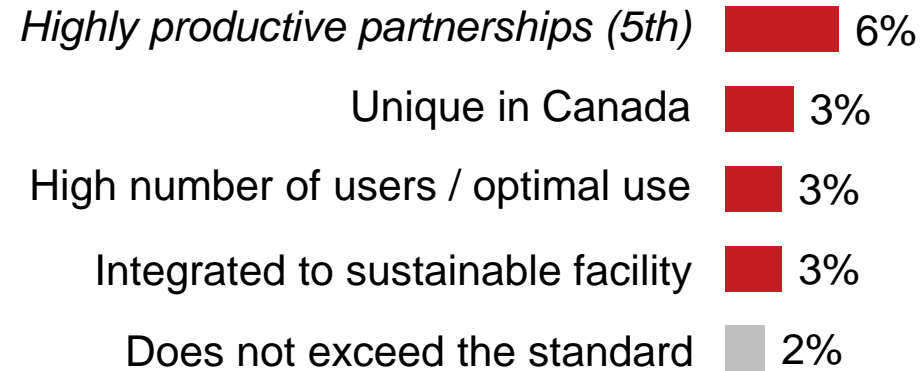 Highly productive partnerships (5th) 6%
Unique in Canada 3%
High number of users / optimal use 3%
Integrated to sustainable facility 3%
Does not exceed the standard 2%